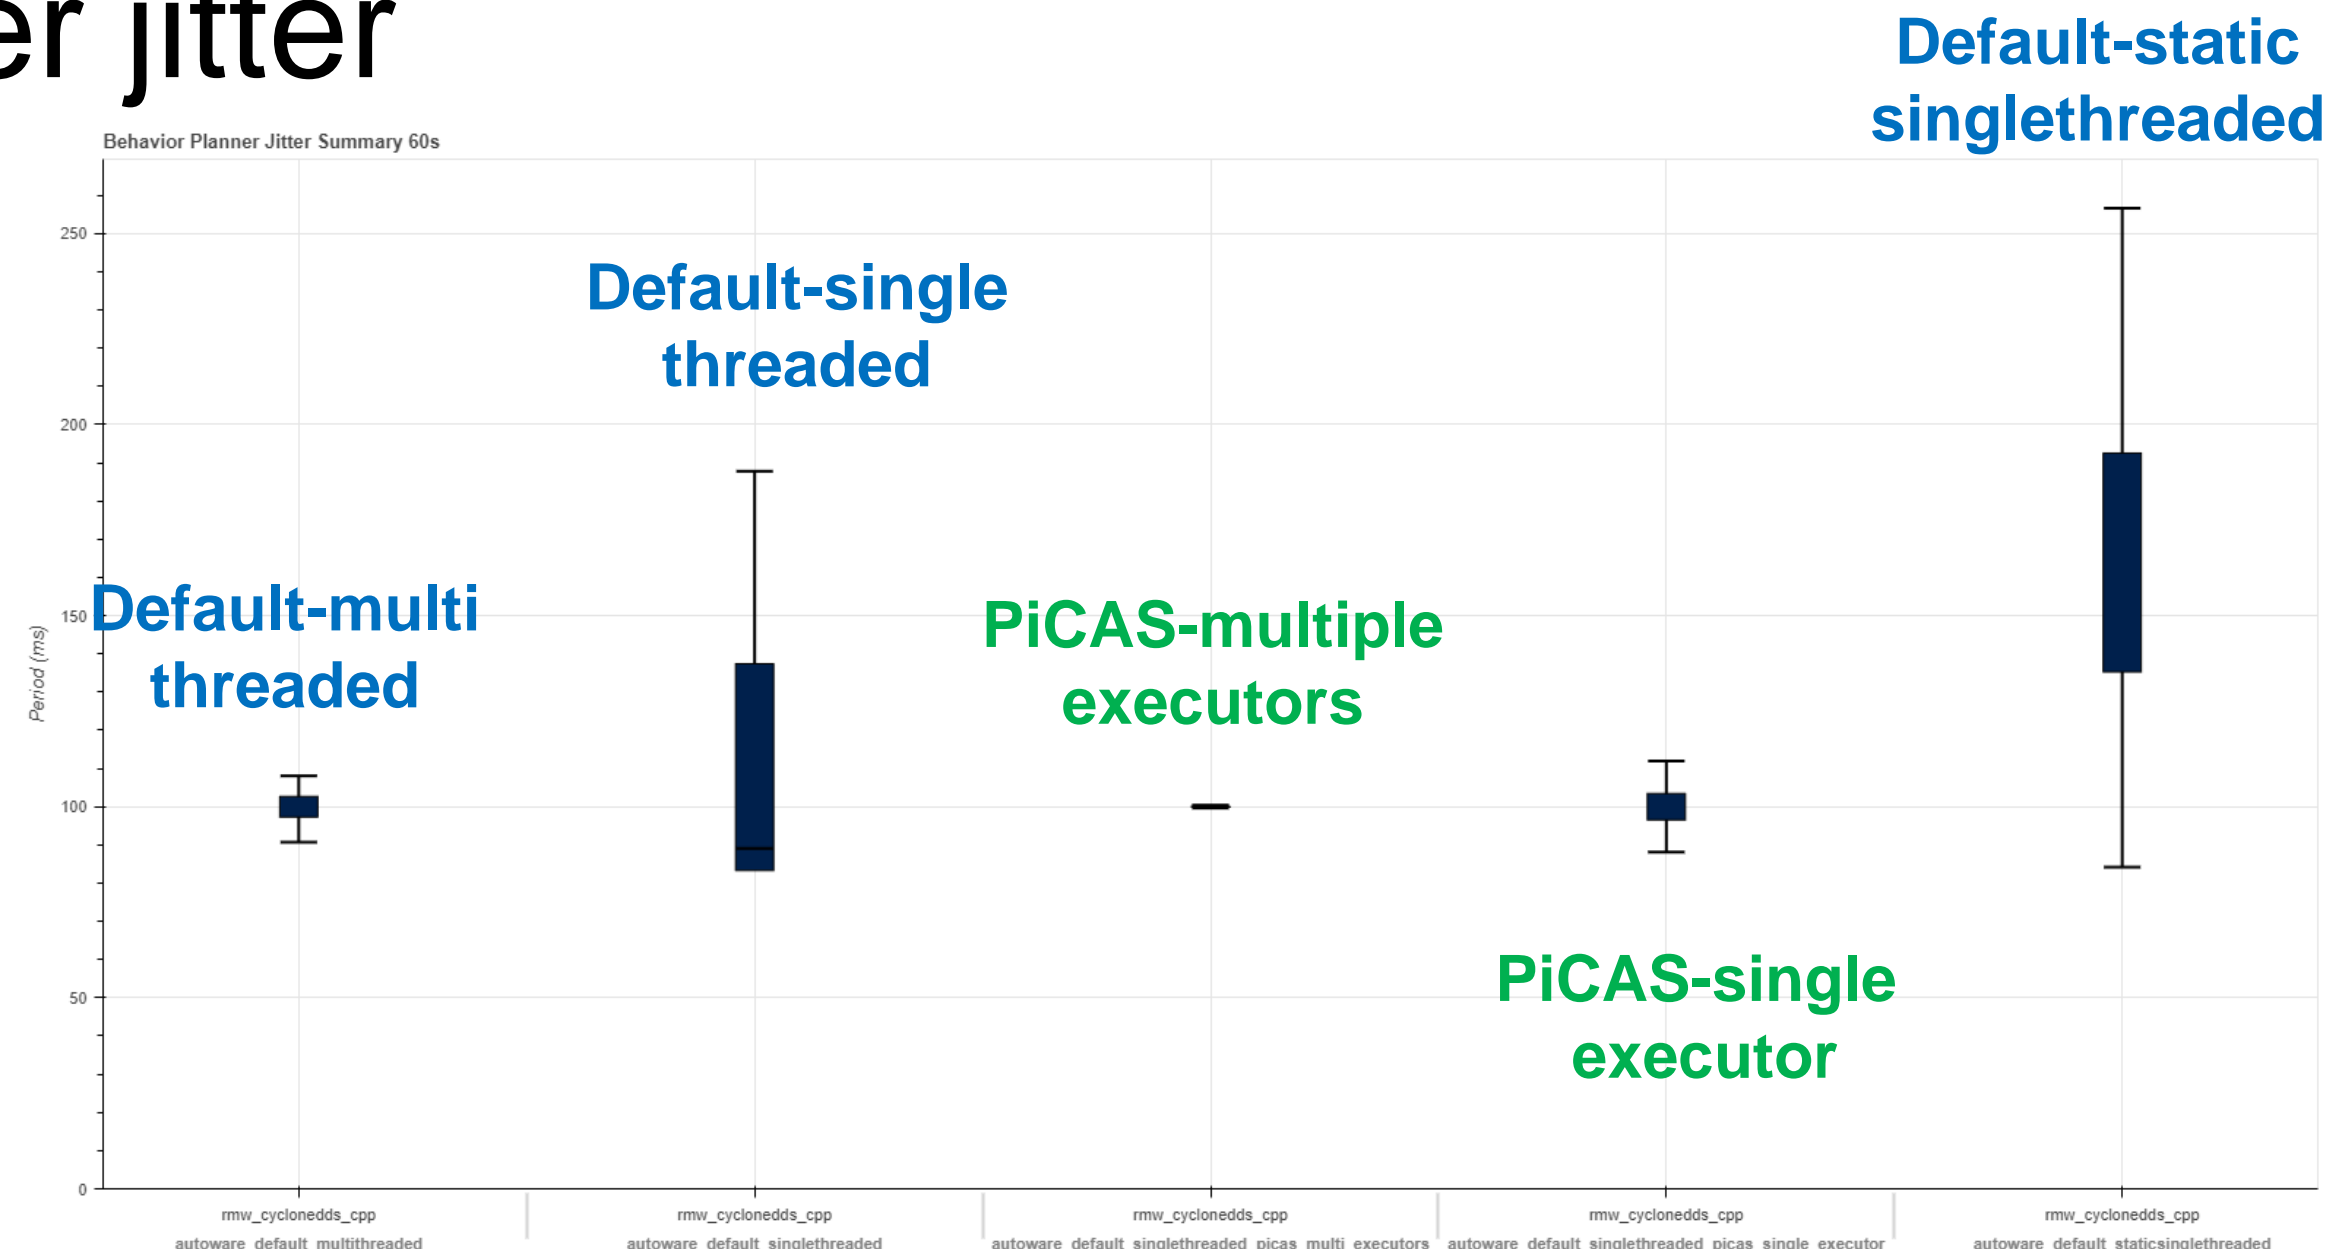 er jitter
Default-static
singlethreaded
Behavior Planner Jitter Summary 60s
250
Default-single
threaded
200
Default-multi
threaded
150
PiCAS-multiple
executors
Period (ms)
100
PiCAS-single
executor
50
0
rmw_cyclonedds_cpp rmw_cyclonedds_cpp rmw_cyclonedds_cpp rmw_cyclonedds_cpp rmw_cyclonedds_cpp
autoware_default_multithreaded autoware_default_singlethreaded autoware_default_singlethreaded_picas_multi_executors autoware_default_singlethreaded_picas_single_executor autoware_default_staticsinglethreaded